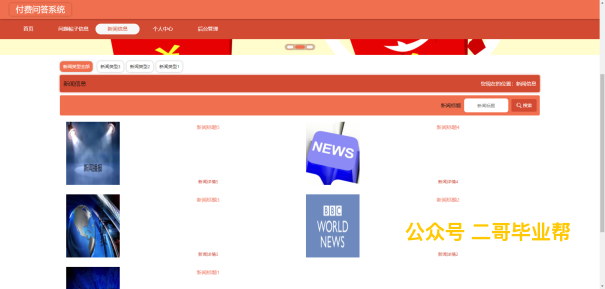 付费问答系统
首页 问题帖子信息 新闻信息 个人中心 后台管理
新闻类型全部 新闻类型3 新闻类型2 新闻类型1
新闻信息 您现在的位置：新闻信息
新闻标题 新闻标题 搜索
新闻标题5 NEWS 新闻标题4
新闻详情5 新闻详情4
新闻标题3 BBC WORLD NEWS 新闻标题2
新闻详情3 新闻详情2
公众号 二哥毕业帮
新闻标题1